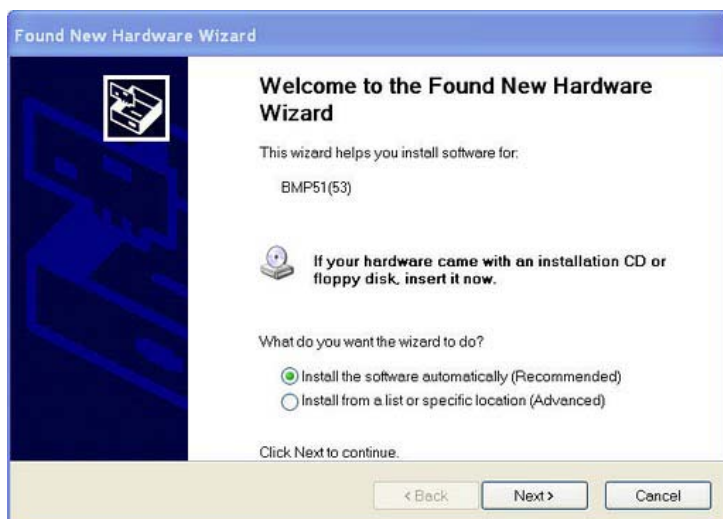 Found New Hardware Wizard
Welcome to the Found New Hardware
Wizard
This wizard helps you install software for:
BMP51(53)
If your hardware came with an installation CD or
floppy disk, insert it now.
What do you want the wizard to do?
Install the software automatically (Recommended)
Install from a list or specific location (Advanced)
Click Next to continue.
< Back
Next >
Cancel